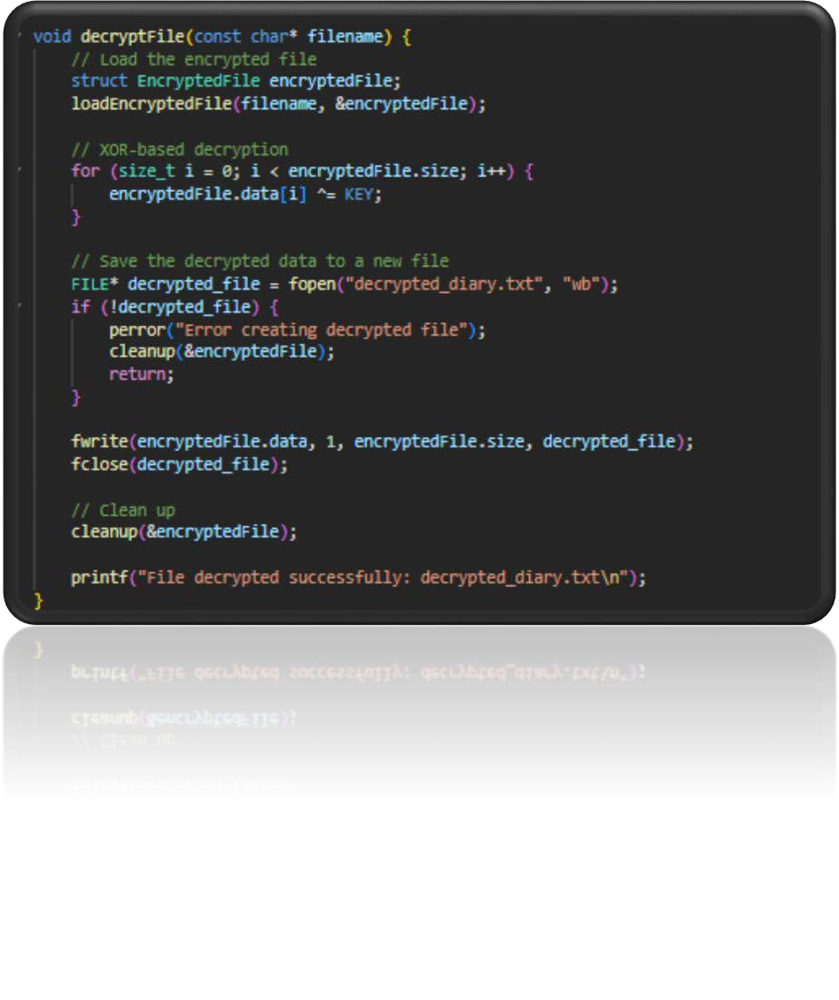 void decryptFile(const char* filename) {
    // Load the encrypted file
    struct EncryptedFile encryptedFile;
    loadEncryptedFile(filename, &encryptedFile);

    // XOR-based decryption
    for (size_t i = 0; i < encryptedFile.size; i++) {
        encryptedFile.data[i] ^= KEY;
    }

    // Save the decrypted data to a new file
    FILE* decrypted_file = fopen("decrypted_diary.txt", "wb");
    if (!decrypted_file) {
        perror("Error creating decrypted file");
        cleanup(&encryptedFile);
        return;
    }

    fwrite(encryptedFile.data, 1, encryptedFile.size, decrypted_file);
    fclose(decrypted_file);

    // Clean up
    cleanup(&encryptedFile);

    printf("File decrypted successfully: decrypted_diary.txt\n");
}